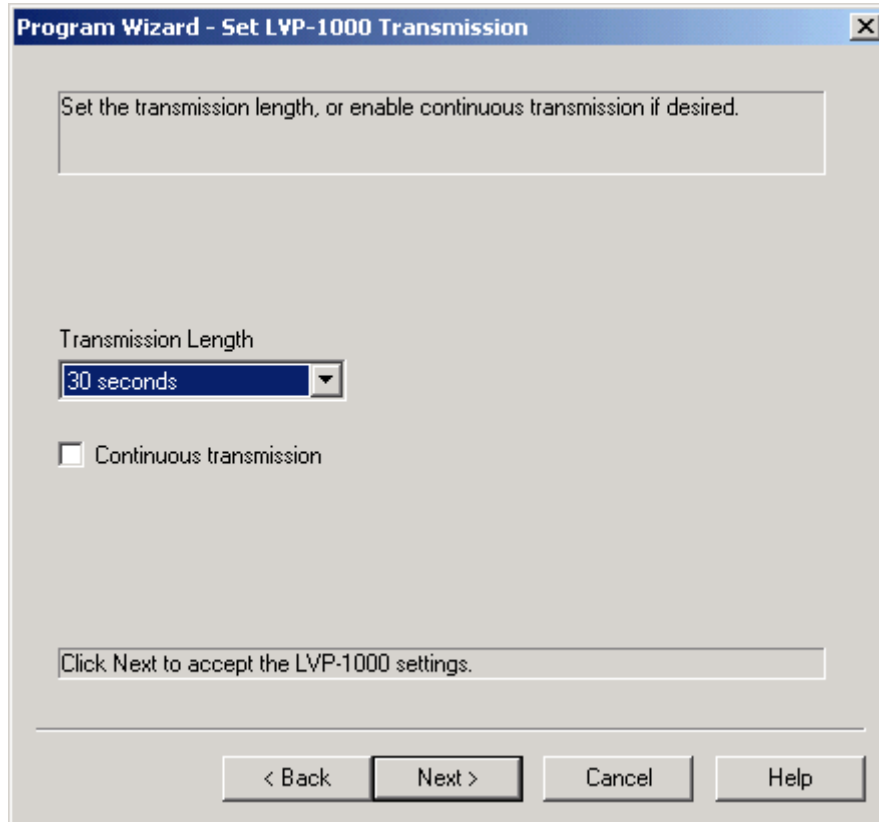 Program Wizard - Set LVP-1000 Transmission
Set the transmission length, or enable continuous transmission if desired.
Transmission Length
30 seconds
Continuous transmission
Click Next to accept the LVP-1000 settings.
< Back Next > Cancel Help